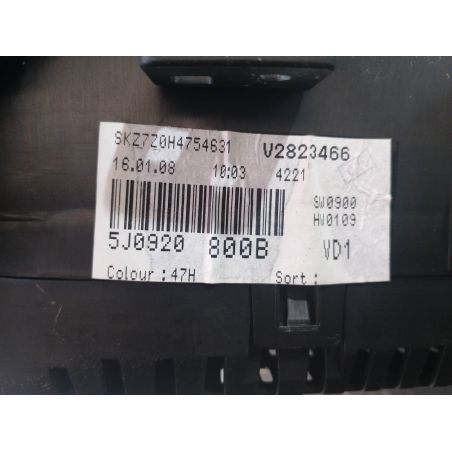 SKZ7Z0H4754631 V2823466
16.01.08 10:03 4221
SW0900
HW0109
5J0920 800B VD1
Colour : 47H Sort :